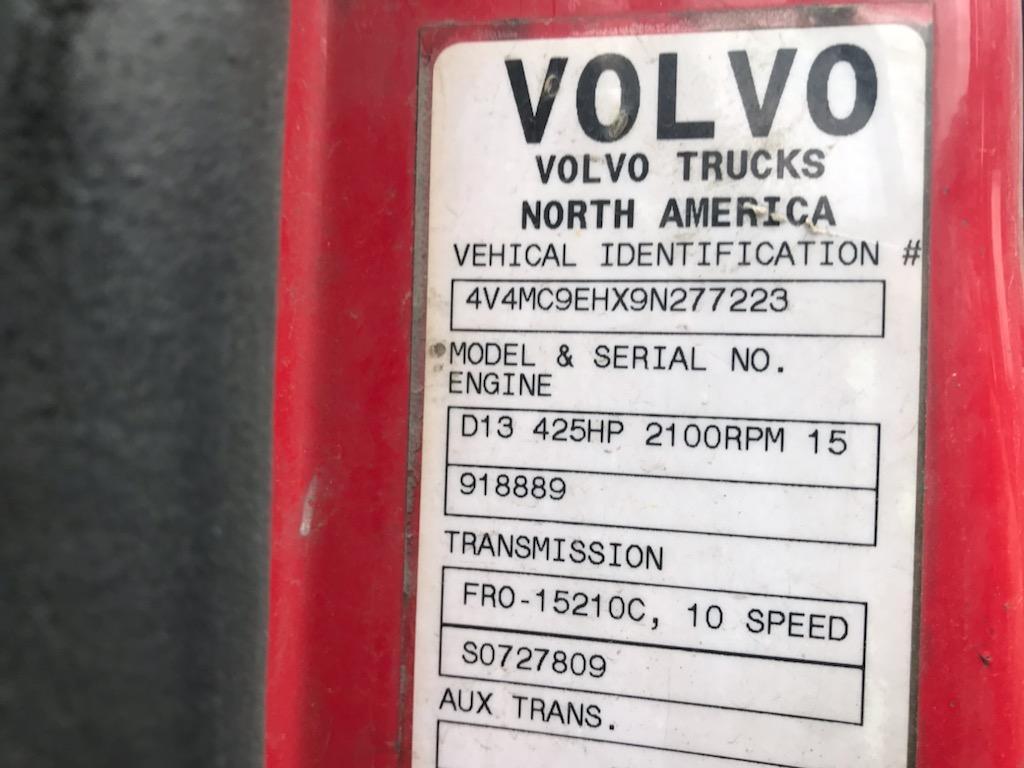 VOLVO
VOLVO TRUCKS
NORTH AMERICA
VEHICAL IDENTIFICATION #
4V4MC9EHX9N277223
MODEL & SERIAL NO.
ENGINE
D13 425HP 2100RPM 15
918889
TRANSMISSION
FRO-15210C, 10 SPEED
S0727809
AUX TRANS.